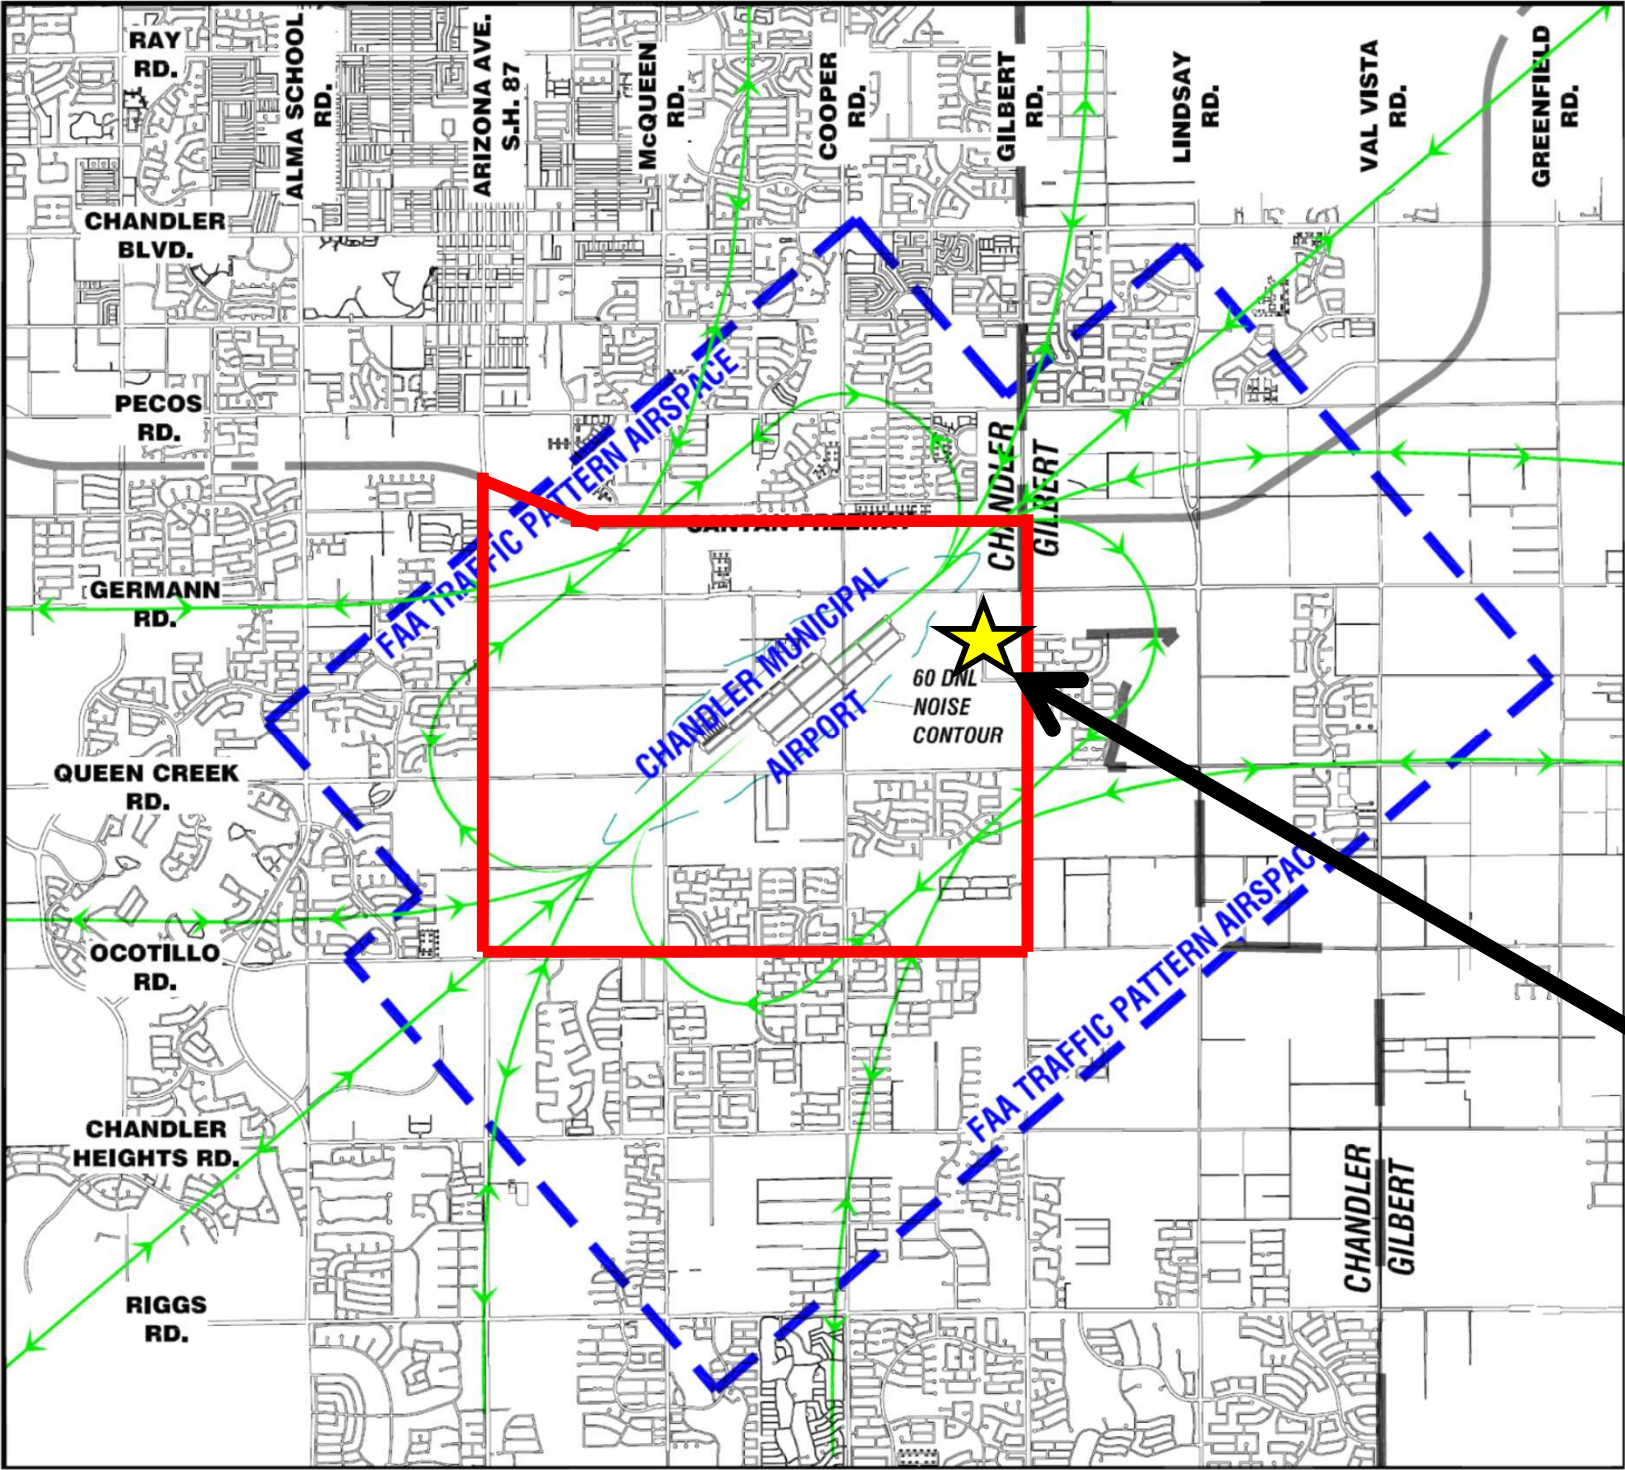 RAY
RD.
ALMA SCHOOL
RD.
ARIZONA AVE.
S.H. 87
McQUEEN
RD.
COOPER
RD.
GILBERT
RD.
LINDSAY
RD.
VAL VISTA
RD.
GREENFIELD
RD.
CHANDLER
BLVD.
PECOS
RD.
FAA TRAFFIC PATTERN AIRSPACE
CHANDLER
GILBERT
SANTAN FREEWAY
GERMANN
RD.
CHANDLER MUNICIPAL
AIRPORT
60 DNL
NOISE
CONTOUR
QUEEN CREEK
RD.
OCOTILLO
RD.
FAA TRAFFIC PATTERN AIRSPACE
CHANDLER
HEIGHTS RD.
CHANDLER
GILBERT
RIGGS
RD.